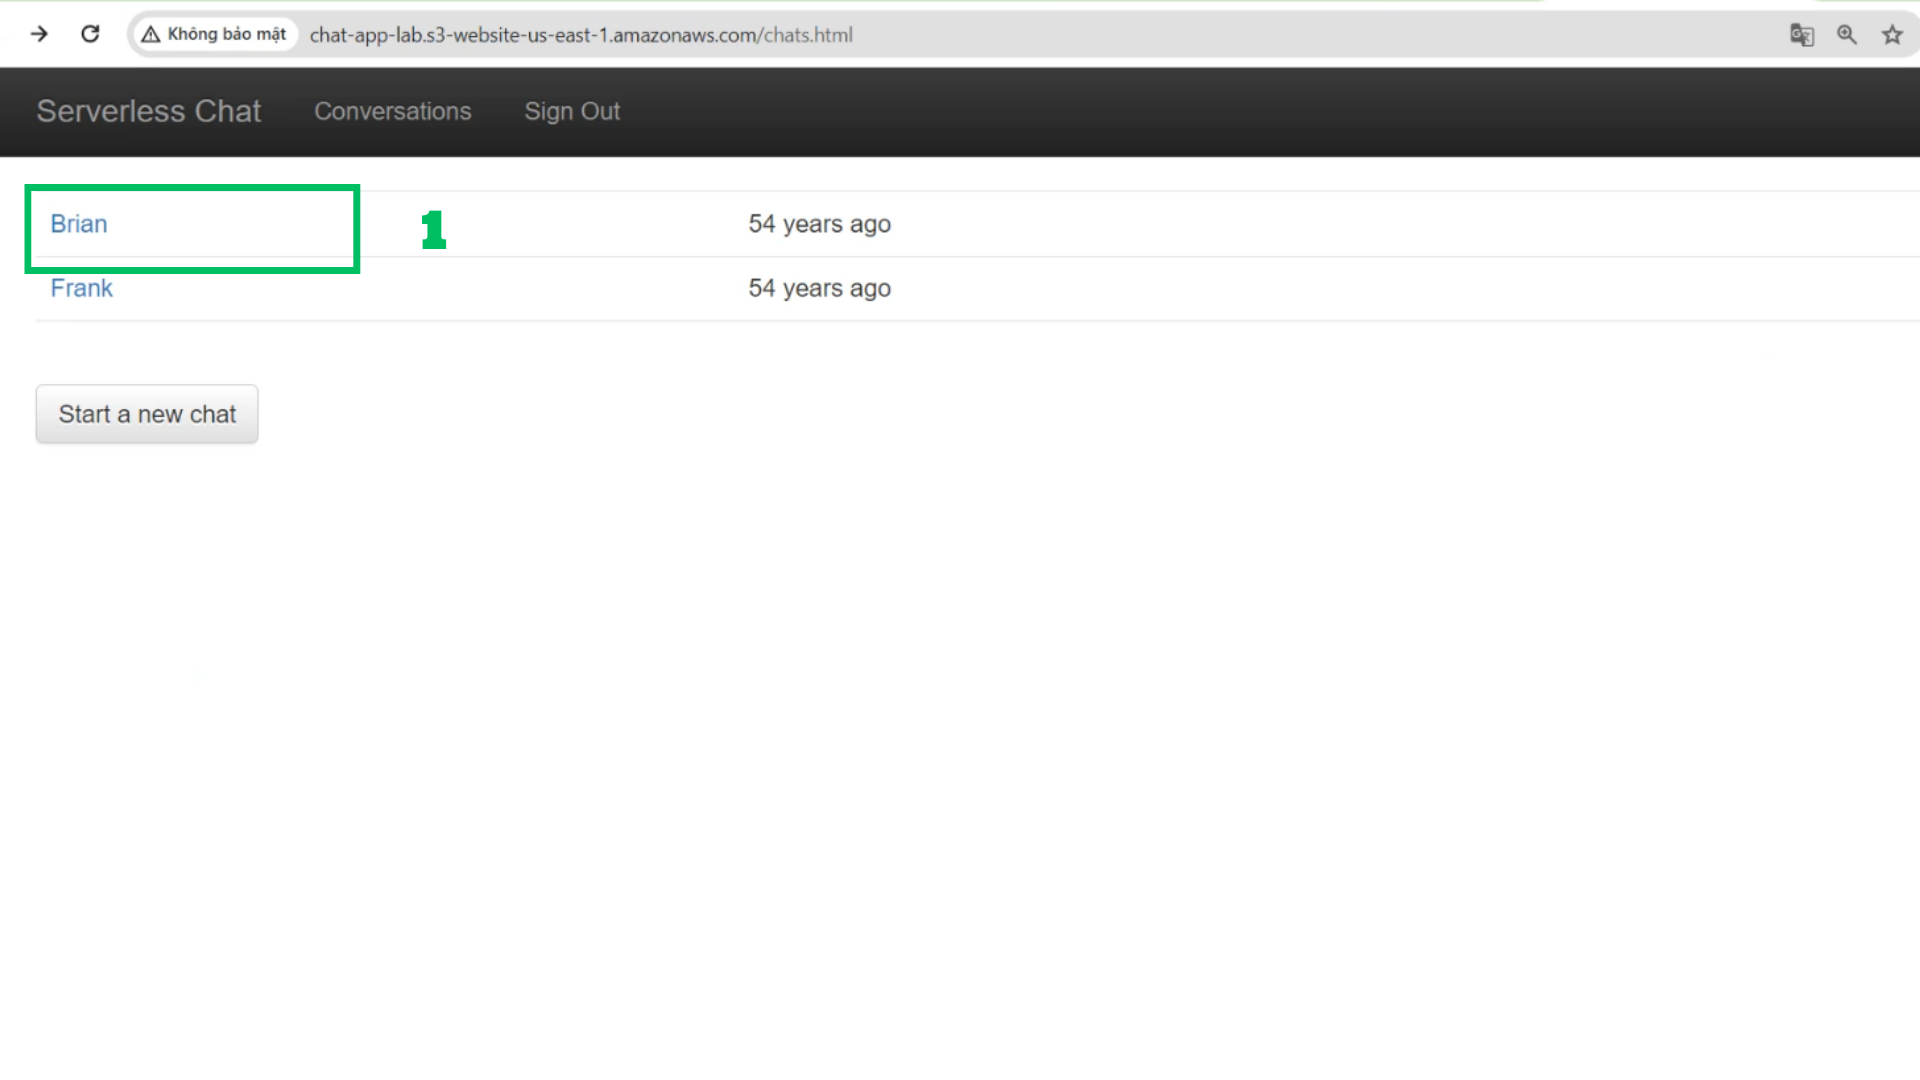 Không bảo mật chat-app-lab.s3-website-us-east-1.amazonaws.com/chats.html
Serverless Chat Conversations Sign Out
Brian 1 54 years ago
Frank 54 years ago
Start a new chat